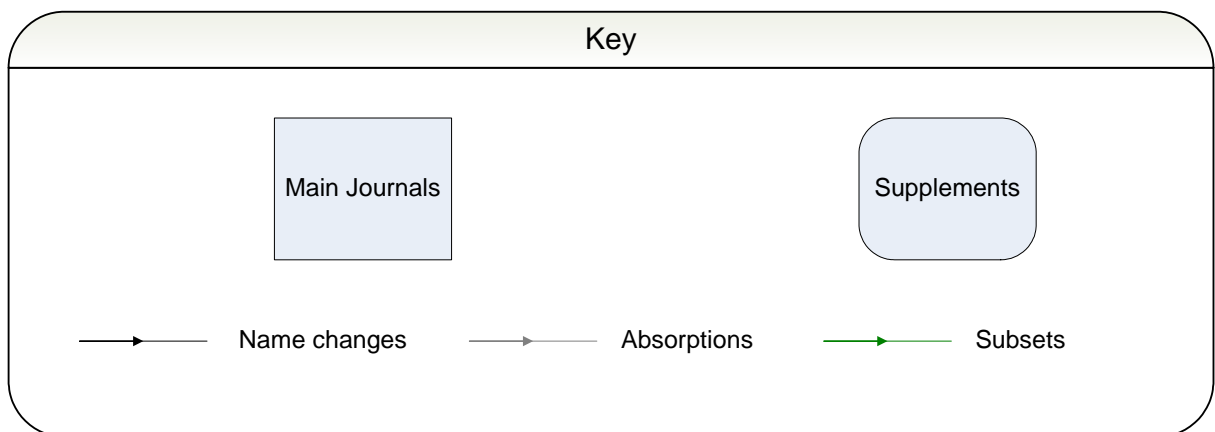 Key
Main Journals
Supplements
Name changes
Absorptions
Subsets